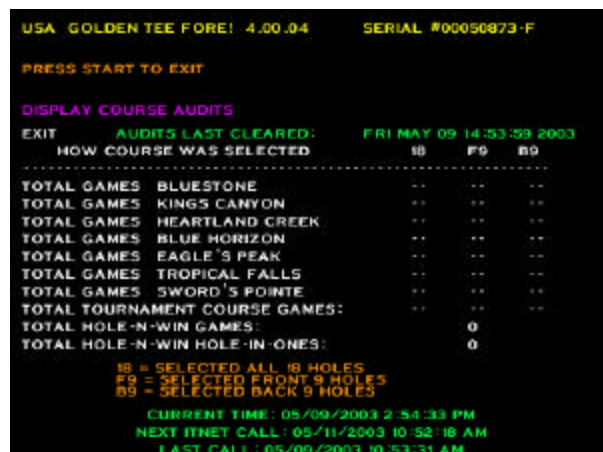 USA GOLDEN TEE FORE! 4.00.04 SERIAL #00050873-F
PRESS START TO EXIT
DISPLAY COURSE AUDITS
EXIT AUDITS LAST CLEARED: FRI MAY 09 14:53:59 2003
HOW COURSE WAS SELECTED 18 F9 B9
--------------------------------------------------
TOTAL GAMES BLUESTONE -- -- --
TOTAL GAMES KINGS CANYON -- -- --
TOTAL GAMES HEARTLAND CREEK -- -- --
TOTAL GAMES BLUE HORIZON -- -- --
TOTAL GAMES EAGLE'S PEAK -- -- --
TOTAL GAMES TROPICAL FALLS -- -- --
TOTAL GAMES SWORD'S POINTE -- -- --
TOTAL TOURNAMENT COURSE GAMES: -- -- --
TOTAL HOLE-N-WIN GAMES: 0
TOTAL HOLE-N-WIN HOLE-IN-ONES: 0
18 = SELECTED ALL 18 HOLES
F9 = SELECTED FRONT 9 HOLES
B9 = SELECTED BACK 9 HOLES
CURRENT TIME: 05/09/2003 2:54:33 PM
NEXT ITNET CALL: 05/11/2003 10:52:18 AM
LAST CALL: 05/09/2003 10:53:31 AM